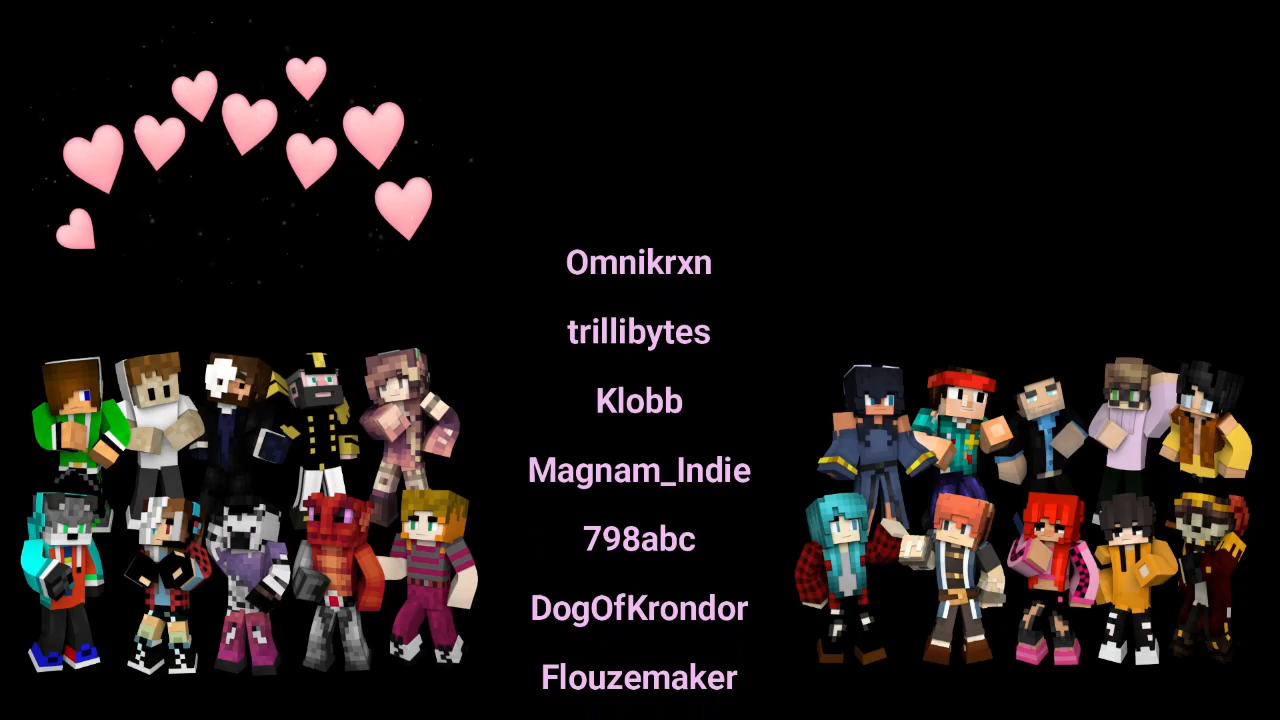 Omnikrxn
trillibytes
Klobb
Magnam_Indie
798abc
DogOfKrondor
Flouzemaker